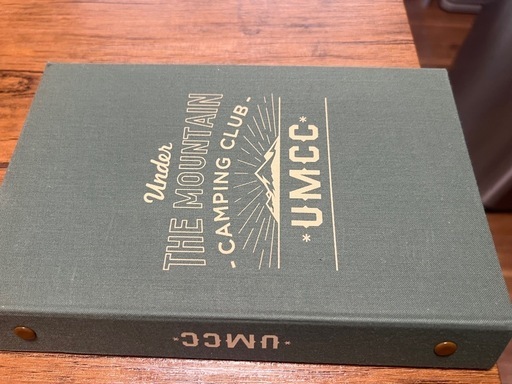 Under
THE MOUNTAIN
- CAMPING CLUB -
*UMCC*
*UMCC*